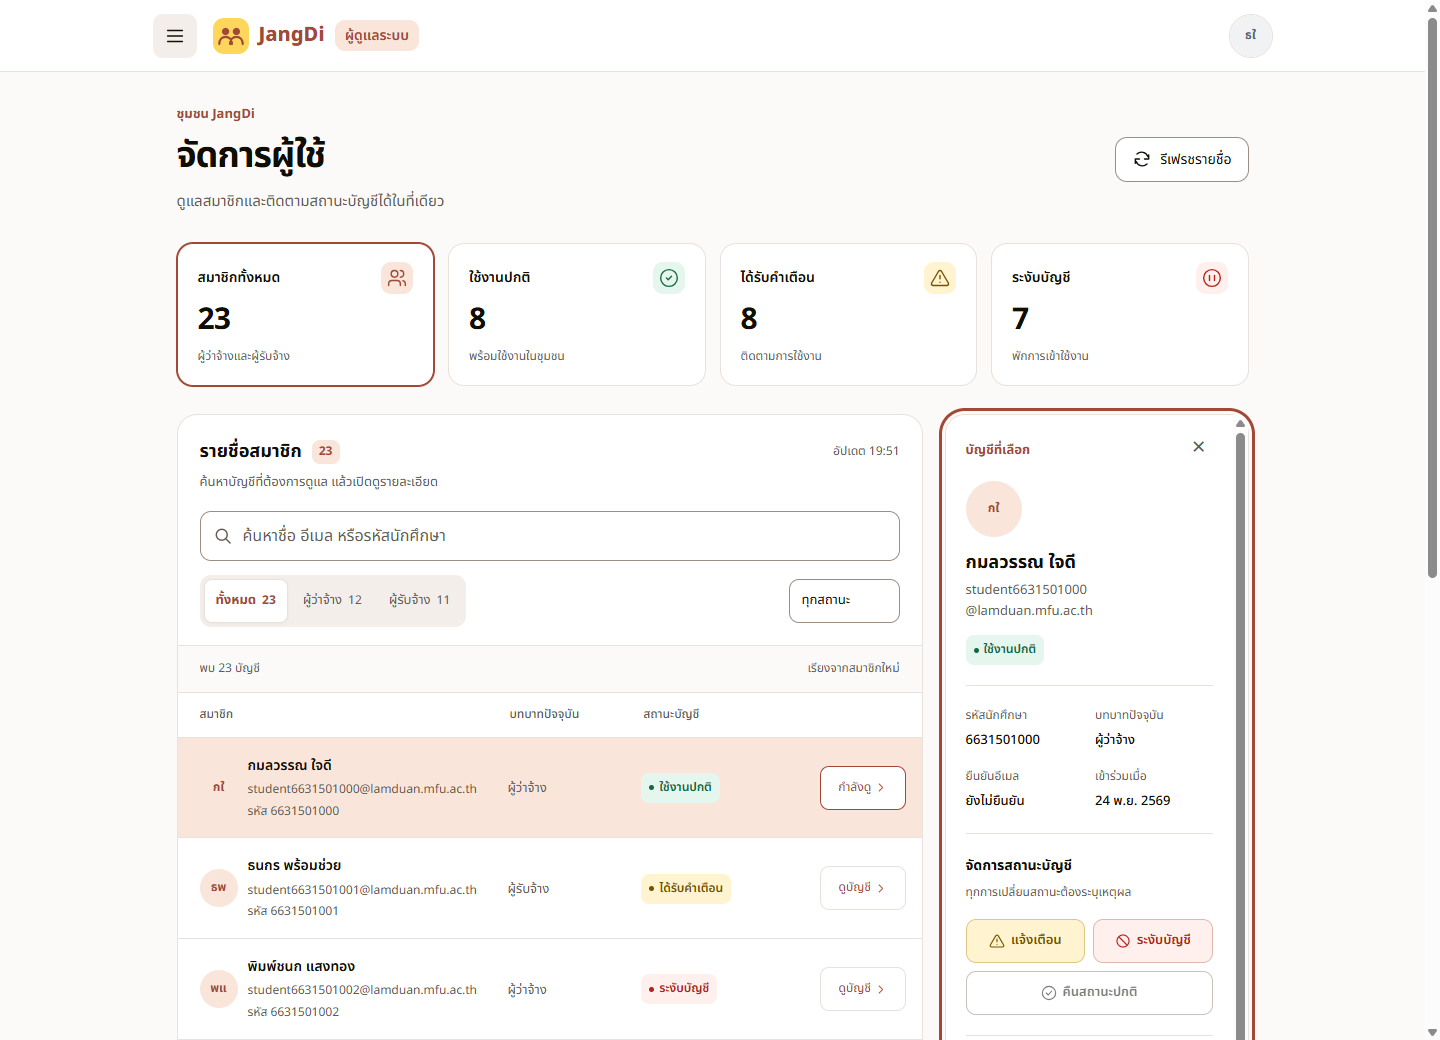 JangDi ผู้ดูแลระบบ
ธใ
ชุมชน JangDi
จัดการผู้ใช้
ดูแลสมาชิกและติดตามสถานะบัญชีได้ในที่เดียว
รีเฟรชรายชื่อ
สมาชิกทั้งหมด
23
ผู้ว่าจ้างและผู้รับจ้าง
ใช้งานปกติ
8
พร้อมใช้งานในชุมชน
ได้รับคำเตือน
8
ติดตามการใช้งาน
ระงับบัญชี
7
พักการเข้าใช้งาน
รายชื่อสมาชิก 23
อัปเดต 19:51
ค้นหาบัญชีที่ต้องการดูแล แล้วเปิดดูรายละเอียด
ค้นหาชื่อ อีเมล หรือรหัสนักศึกษา
ทั้งหมด 23 ผู้ว่าจ้าง 12 ผู้รับจ้าง 11
ทุกสถานะ
พบ 23 บัญชี
เรียงจากสมาชิกใหม่
สมาชิก บทบาทปัจจุบัน สถานะบัญชี
กใ
กมลวรรณ ใจดี
student6631501000@lamduan.mfu.ac.th
รหัส 6631501000
ผู้ว่าจ้าง
ใช้งานปกติ
กำลังดู
ธพ
ธนกร พร้อมช่วย
student6631501001@lamduan.mfu.ac.th
รหัส 6631501001
ผู้รับจ้าง
ได้รับคำเตือน
ดูบัญชี
พแ
พิมพ์ชนก แสงทอง
student6631501002@lamduan.mfu.ac.th
รหัส 6631501002
ผู้ว่าจ้าง
ระงับบัญชี
ดูบัญชี
บัญชีที่เลือก
กใ
กมลวรรณ ใจดี
student6631501000
@lamduan.mfu.ac.th
ใช้งานปกติ
รหัสนักศึกษา บทบาทปัจจุบัน
6631501000 ผู้ว่าจ้าง
ยืนยันอีเมล เข้าร่วมเมื่อ
ยังไม่ยืนยัน 24 พ.ย. 2569
จัดการสถานะบัญชี
ทุกการเปลี่ยนสถานะต้องระบุเหตุผล
แจ้งเตือน ระงับบัญชี
คืนสถานะปกติ